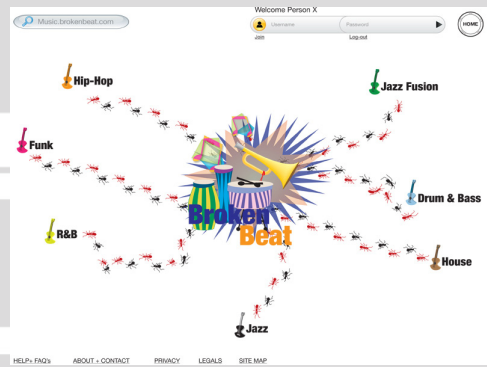 Welcome Person X
Music.brokenbeat.com
Username
Password
HOME
Join
Log-out
Hip-Hop
Jazz Fusion
Funk
Drum & Bass
Broken
Beat
R&B
House
Jazz
HELP+ FAQ's
ABOUT + CONTACT
PRIVACY
LEGALS
SITE MAP